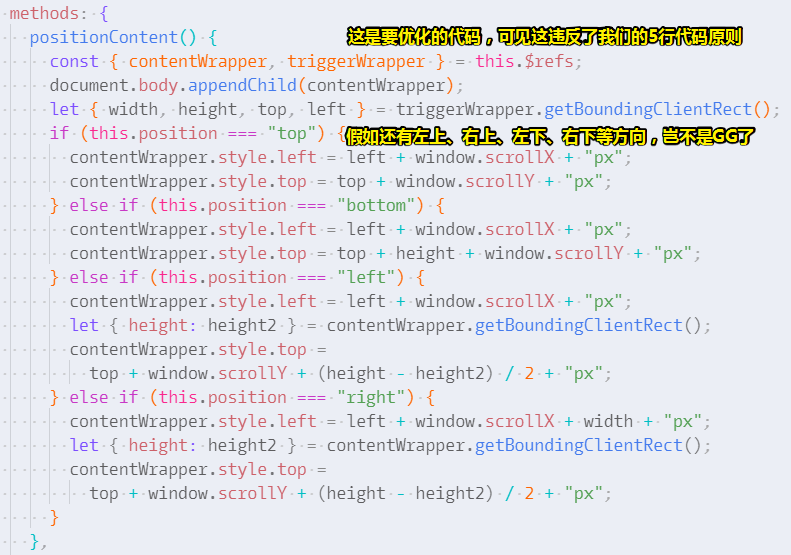 methods: {
positionContent() {
这是要优化的代码，可见这违反了我们的5行代码原则
const { contentWrapper, triggerWrapper } = this.$refs;
document.body.appendChild(contentWrapper);
let { width, height, top, left } = triggerWrapper.getBoundingClientRect();
if (this.position === "top") {
假如还有左上、右上、左下、右下等方向，岂不是GG了
contentWrapper.style.left = left + window.scrollX + "px";
contentWrapper.style.top = top + window.scrollY + "px";
} else if (this.position === "bottom") {
contentWrapper.style.left = left + window.scrollX + "px";
contentWrapper.style.top = top + height + window.scrollY + "px";
} else if (this.position === "left") {
contentWrapper.style.left = left + window.scrollX + "px";
let { height: height2 } = contentWrapper.getBoundingClientRect();
contentWrapper.style.top =
top + window.scrollY + (height - height2) / 2 + "px";
} else if (this.position === "right") {
contentWrapper.style.left = left + window.scrollX + width + "px";
let { height: height2 } = contentWrapper.getBoundingClientRect();
contentWrapper.style.top =
top + window.scrollY + (height - height2) / 2 + "px";
}
},